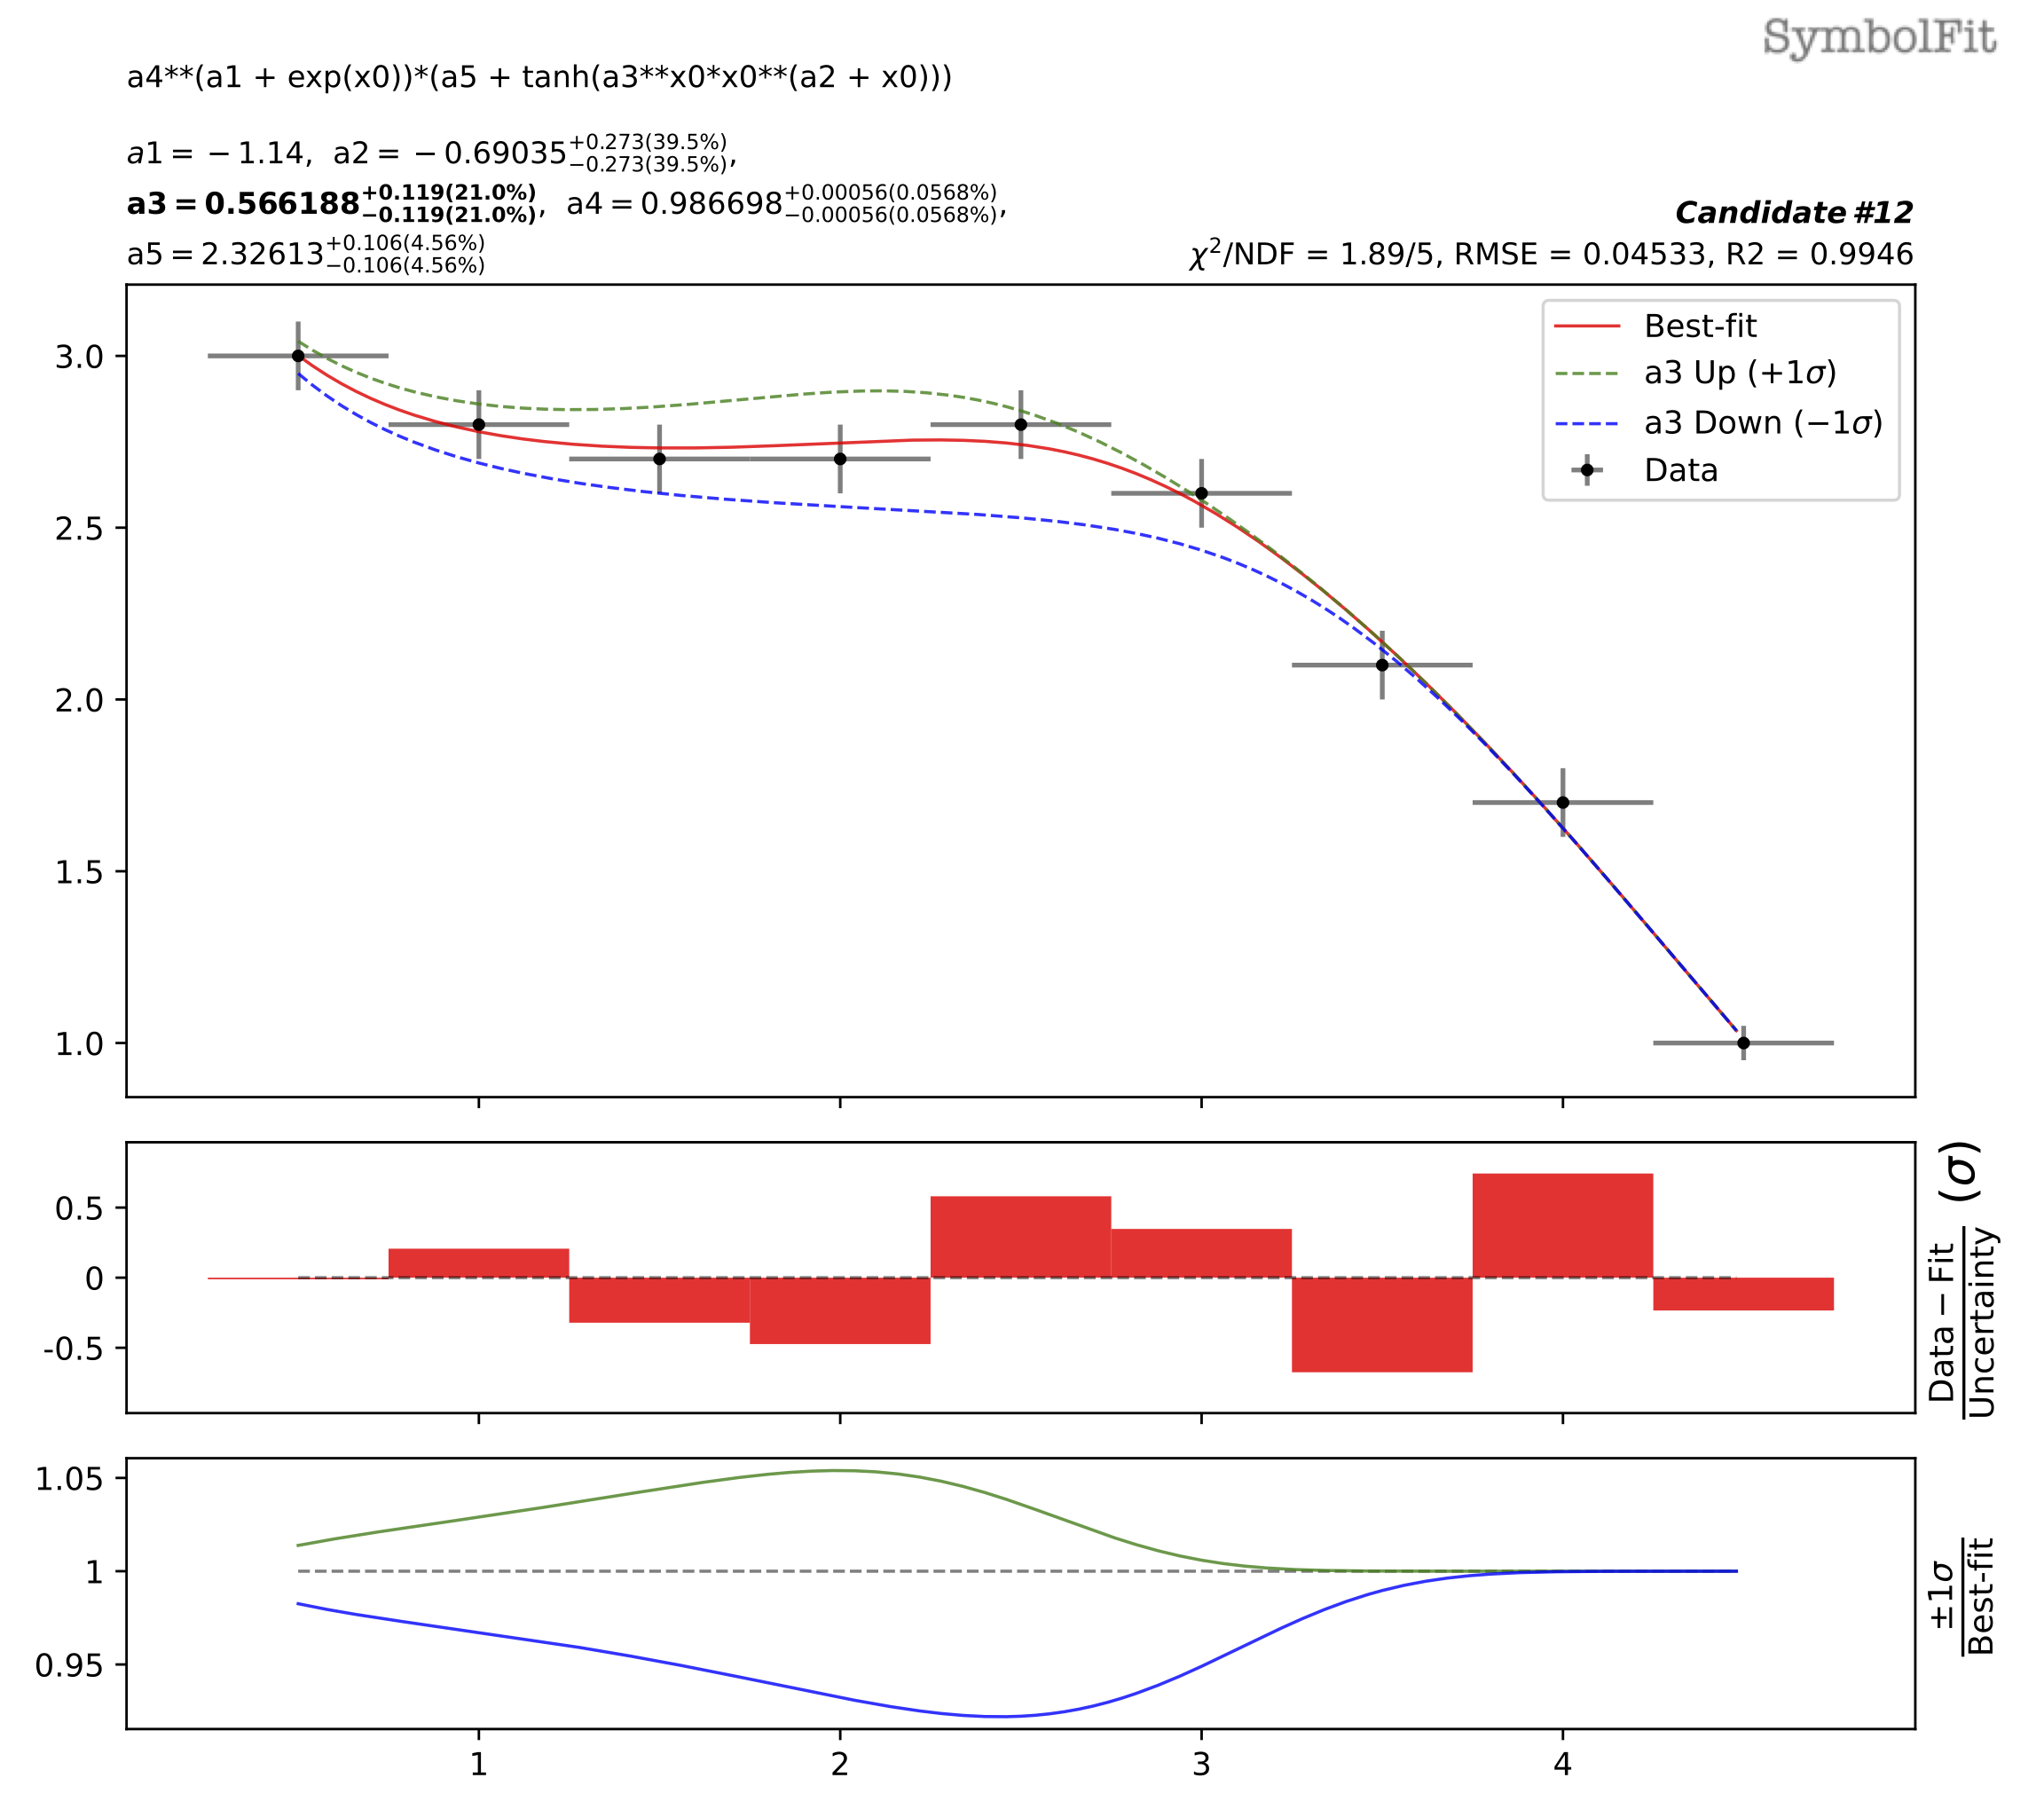 SymbolFit
a4**(a1 + exp(x0))*(a5 + tanh(a3**x0*x0**(a2 + x0)))
a1 = − 1.14, a2 = − 0.69035 +0.273(39.5%) −0.273(39.5%),
a3 = 0.566188 +0.119(21.0%) −0.119(21.0%), a4 = 0.986698 +0.00056(0.0568%) −0.00056(0.0568%),
a5 = 2.32613 +0.106(4.56%) −0.106(4.56%)
Candidate #12
χ²/NDF = 1.89/5, RMSE = 0.04533, R2 = 0.9946
Best-fit
a3 Up (+1σ)
a3 Down (−1σ)
Data
3.0
2.5
2.0
1.5
1.0
0.5
0
-0.5
Data − Fit
Uncertainty
(σ)
1.05
1
0.95
±1σ
Best-fit
1 2 3 4